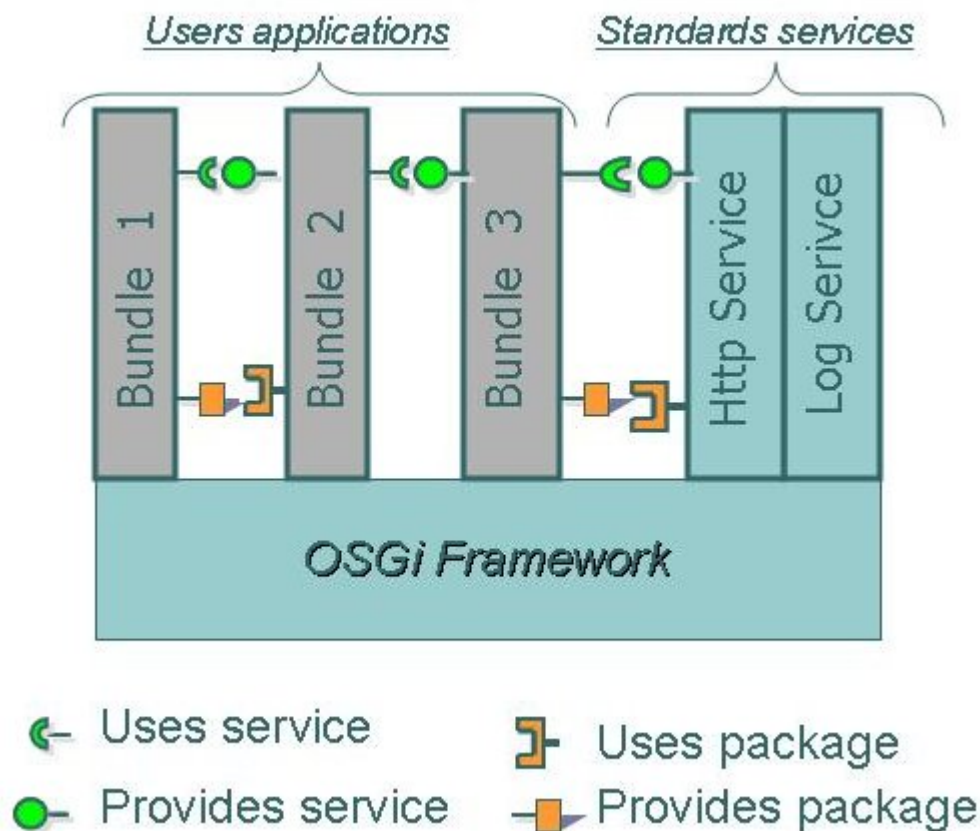 Users applications
Standards services
Bundle 1
Bundle 2
Bundle 3
Http Service
Log Serivce
OSGi Framework
Uses service
Uses package
Provides service
Provides package